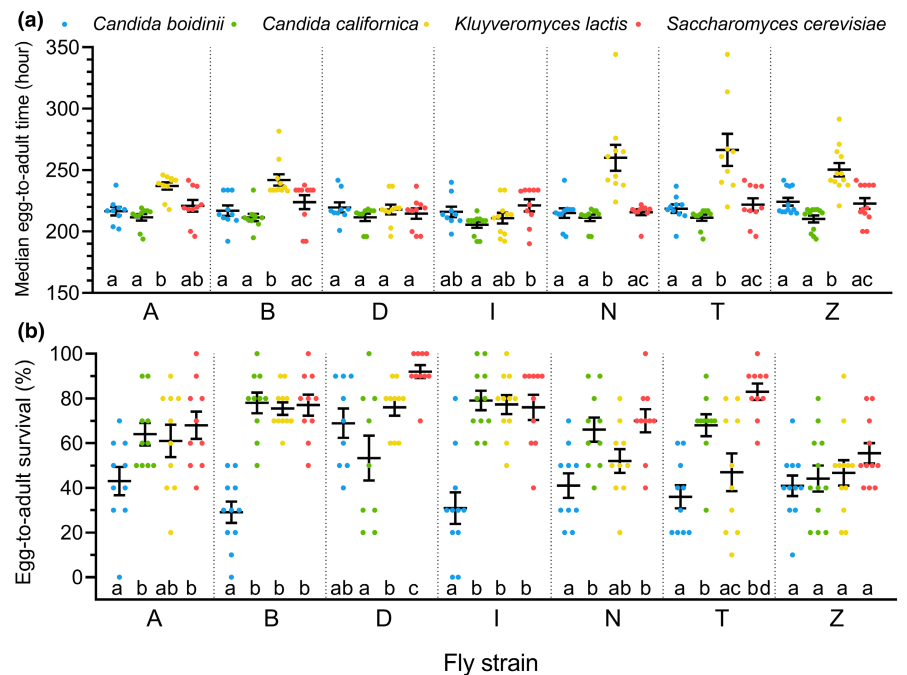 (a) Candida boidinii Candida californica Kluyveromyces lactis Saccharomyces cerevisiae
Median egg-to-adult time (hour)
350
300
250
200
150
a a b ab a a b ac a a a a ab a ab b a a b ac a a b ac a a b ac
A B D I N T Z
(b)
Egg-to-adult survival (%)
100
80
60
40
20
0
a b ab b a b b b ab a b c a b b b a b ab b a b ac bd a a a a
A B D I N T Z
Fly strain